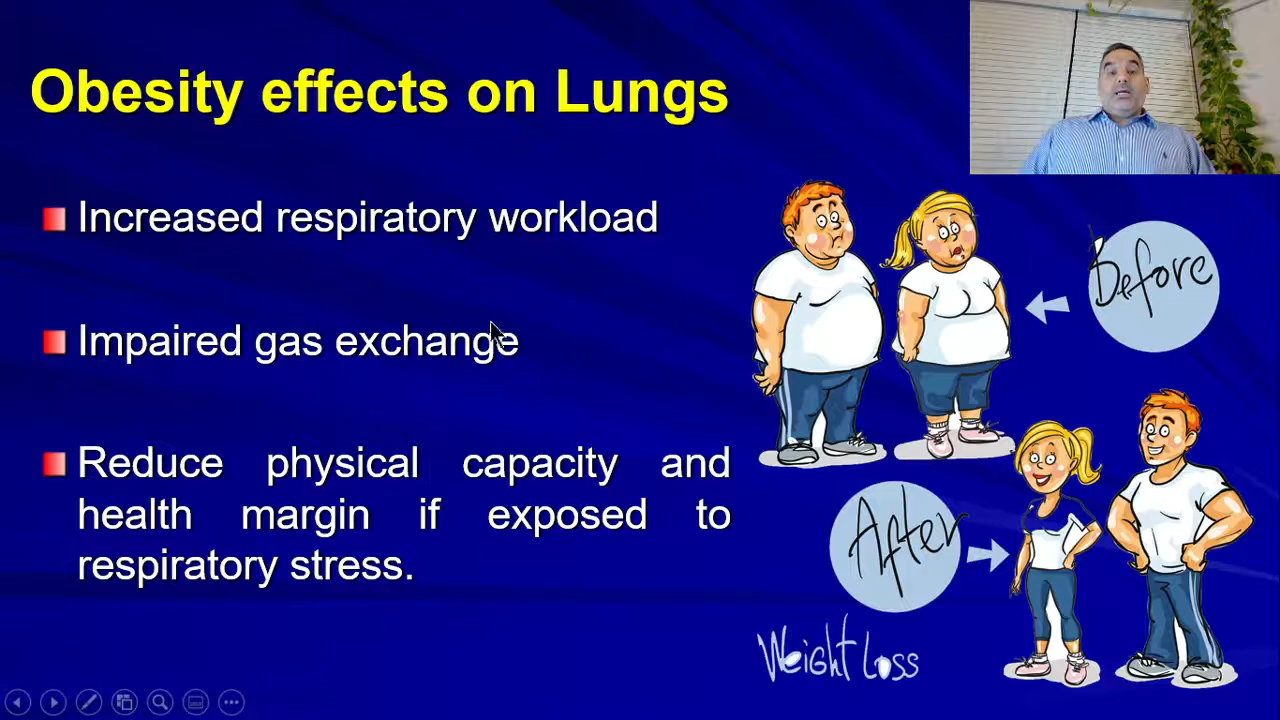 Obesity effects on Lungs
Increased respiratory workload
Impaired gas exchange
Reduce physical capacity and
health margin if exposed to
respiratory stress.
Before
After
Weight Loss